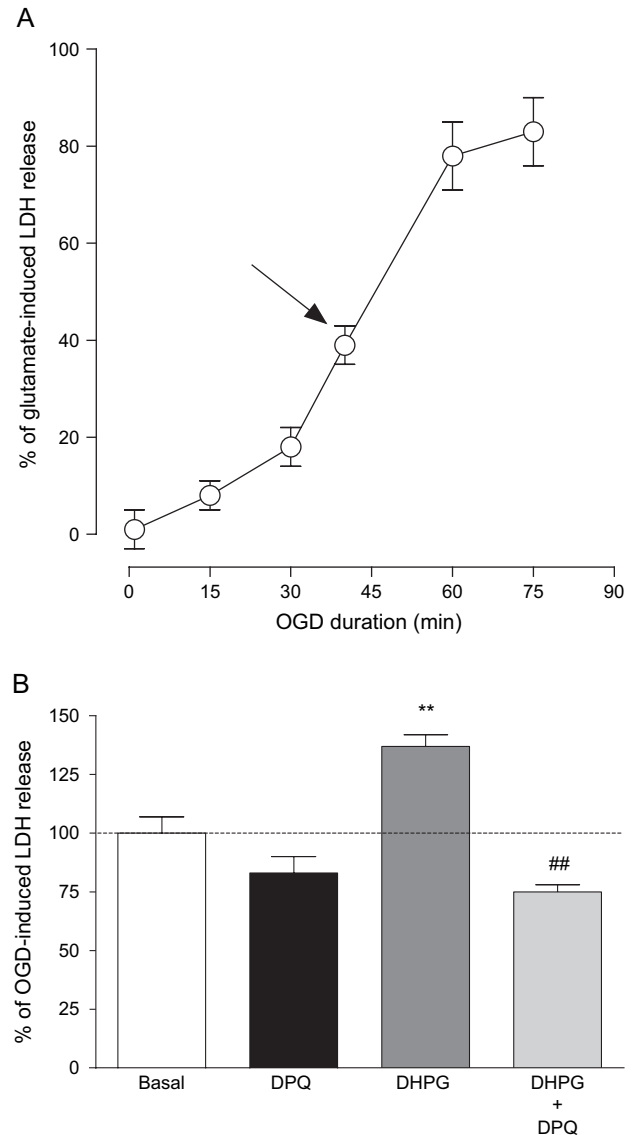 A
% of glutamate-induced LDH release
100
80
60
40
20
0
0 15 30 45 60 75 90
OGD duration (min)
B
% of OGD-induced LDH release
150
125
100
75
50
25
0
**
##
Basal DPQ DHPG DHPG
+
DPQ